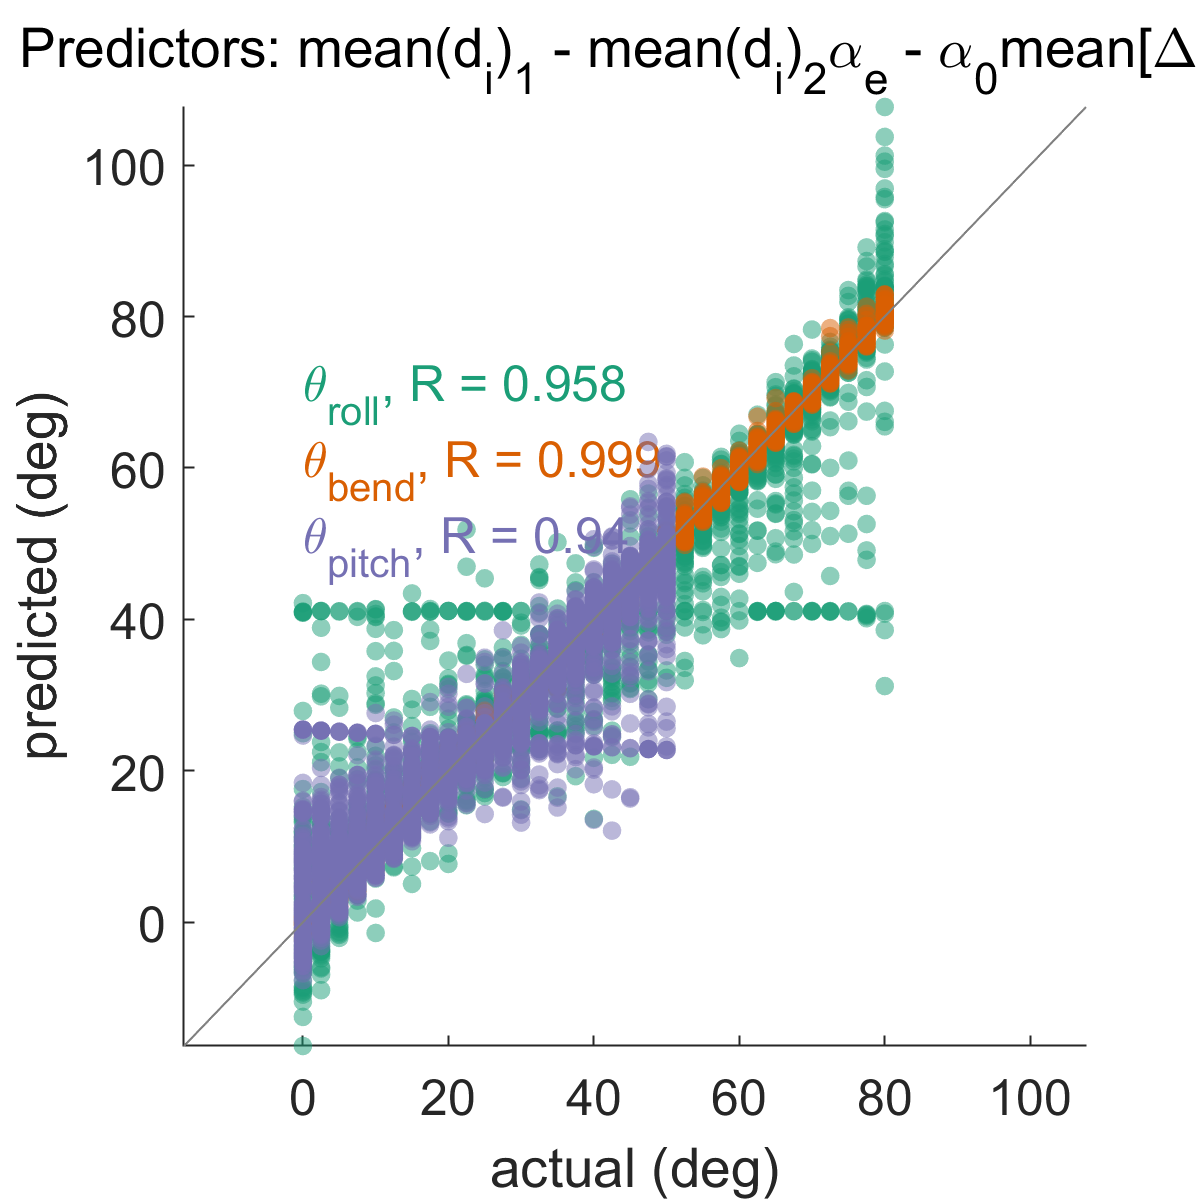 Predictors: mean(di)1 - mean(di)2αe - α0mean[Δ
100
80
60
40
20
0
θroll, R = 0.958
θbend, R = 0.999
θpitch, R = 0.94
predicted (deg)
0 20 40 60 80 100
actual (deg)